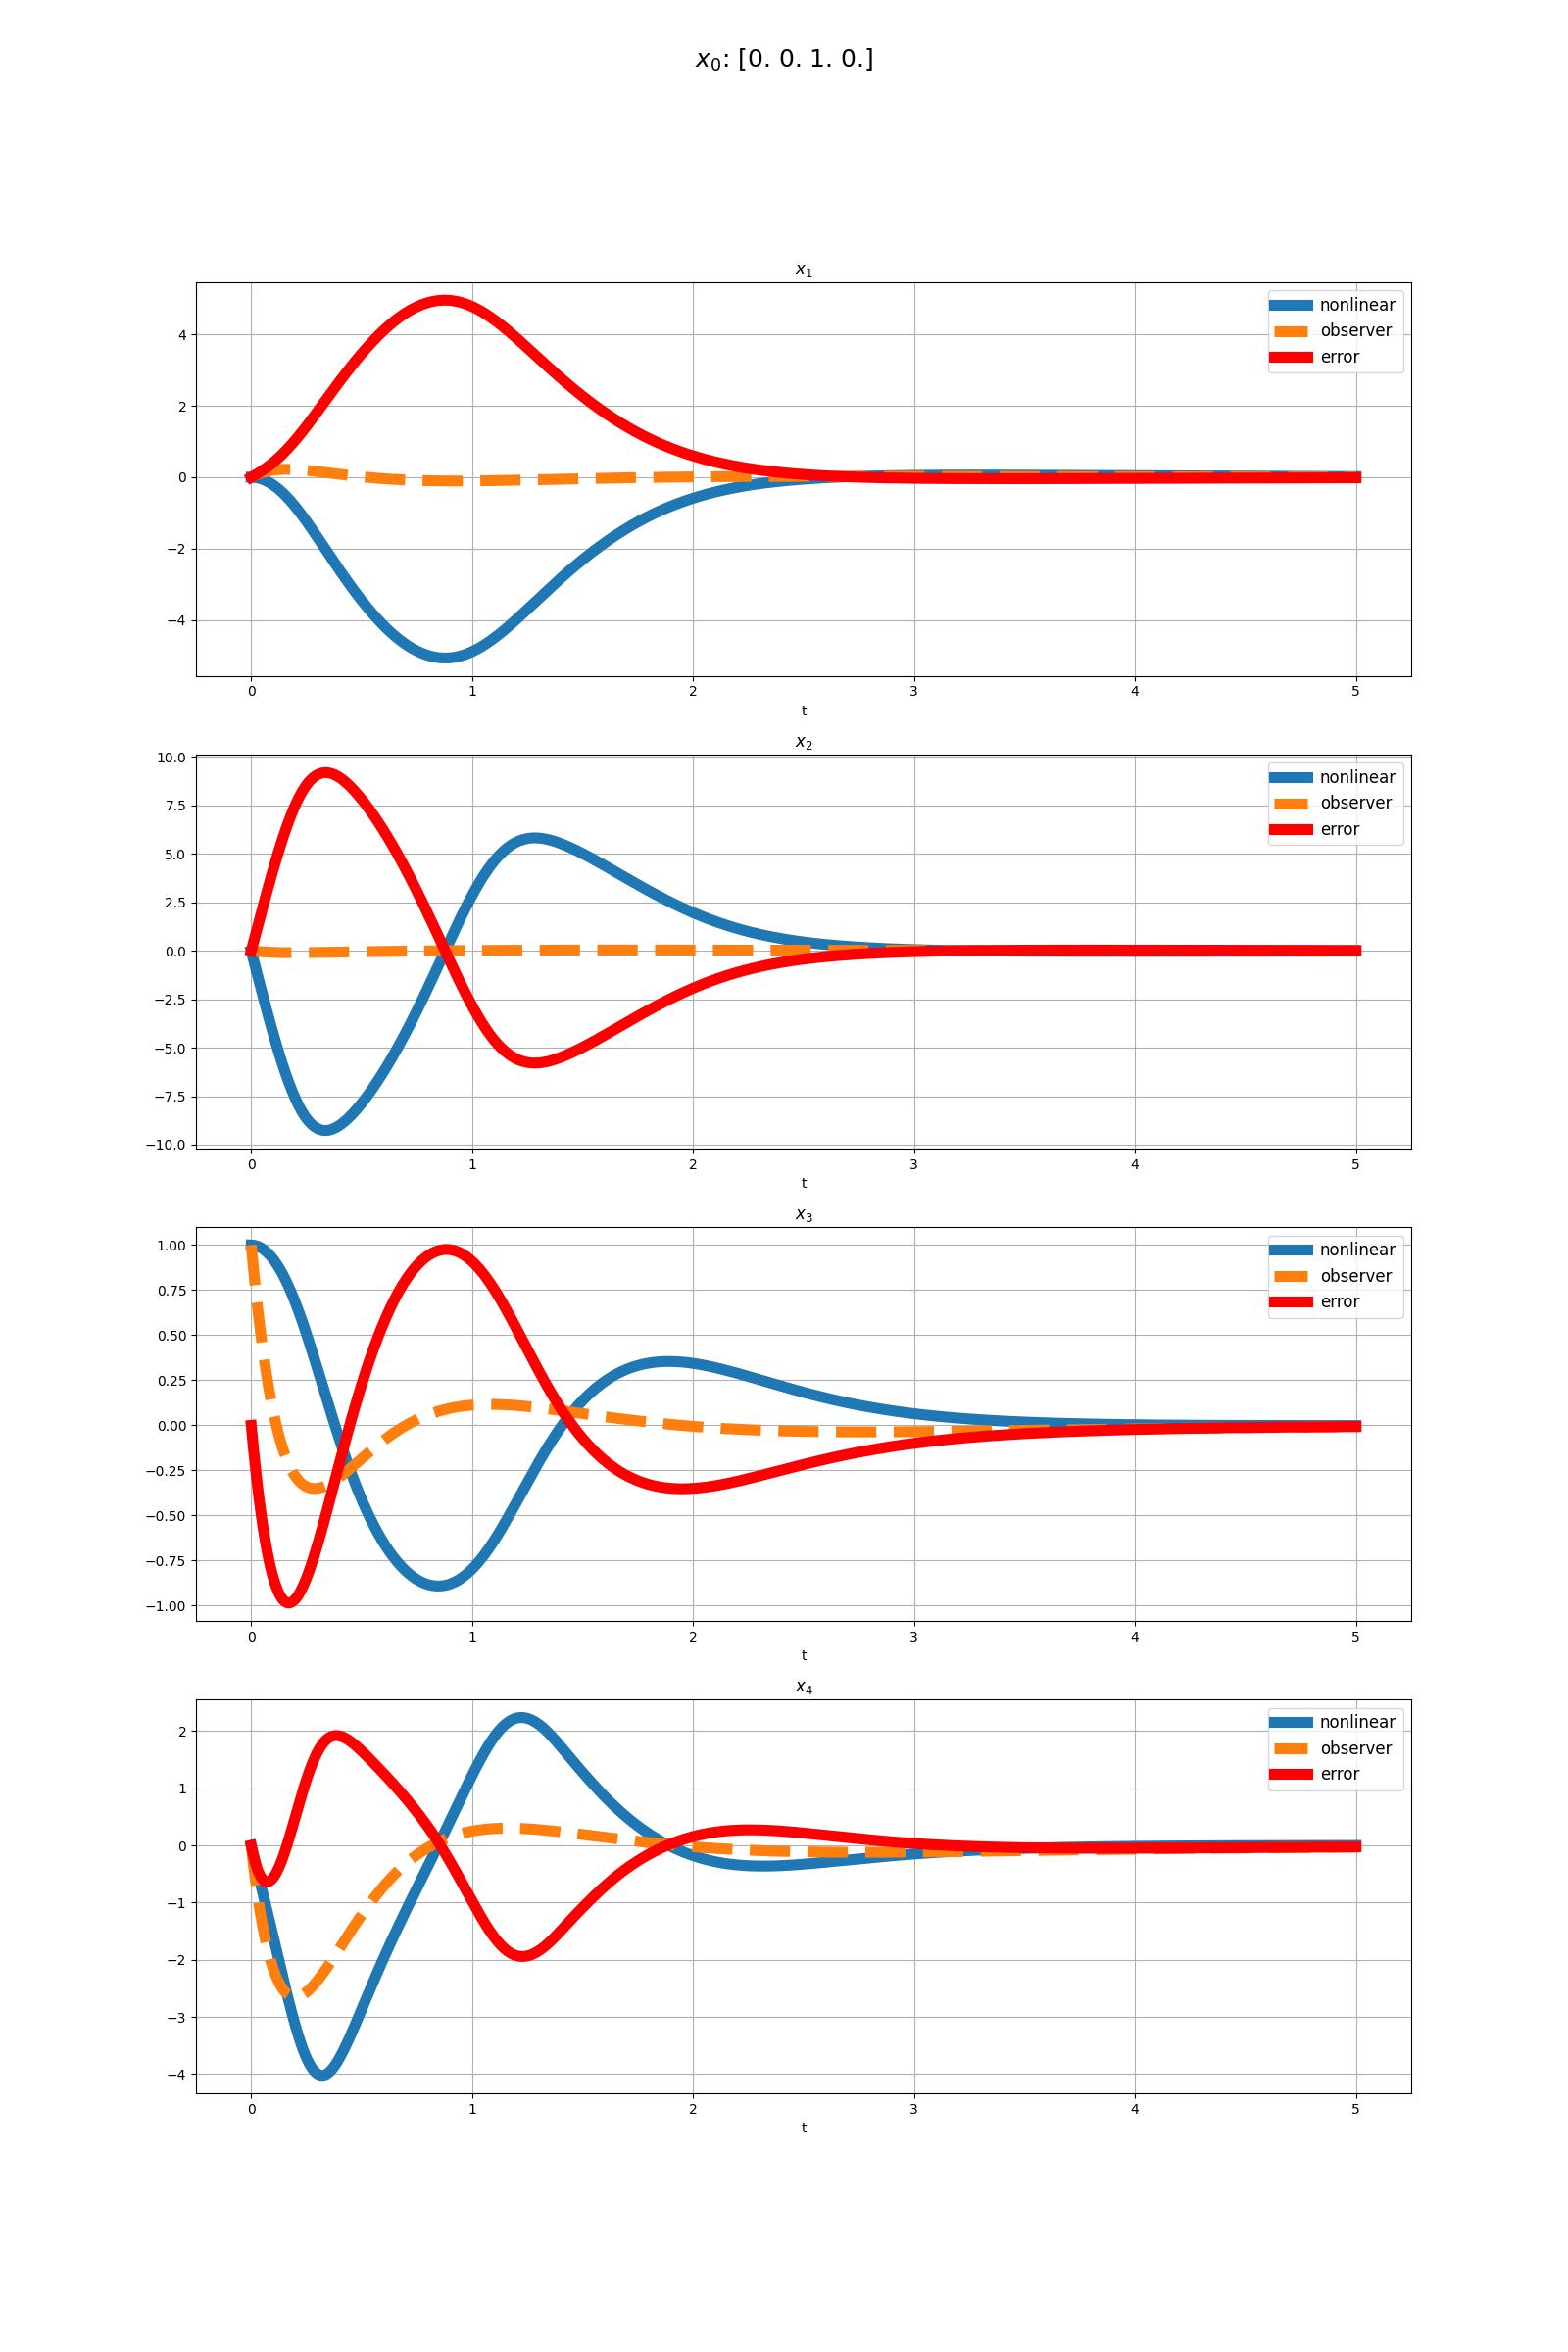 x₀: [0. 0. 1. 0.]
x₁
nonlinear
observer
error
4
2
0
−2
−4
0 1 2 3 4 5
t
x₂
nonlinear
observer
error
10.0
7.5
5.0
2.5
0.0
−2.5
−5.0
−7.5
−10.0
0 1 2 3 4 5
t
x₃
nonlinear
observer
error
1.00
0.75
0.50
0.25
0.00
−0.25
−0.50
−0.75
−1.00
0 1 2 3 4 5
t
x₄
nonlinear
observer
error
2
1
0
−1
−2
−3
−4
0 1 2 3 4 5
t